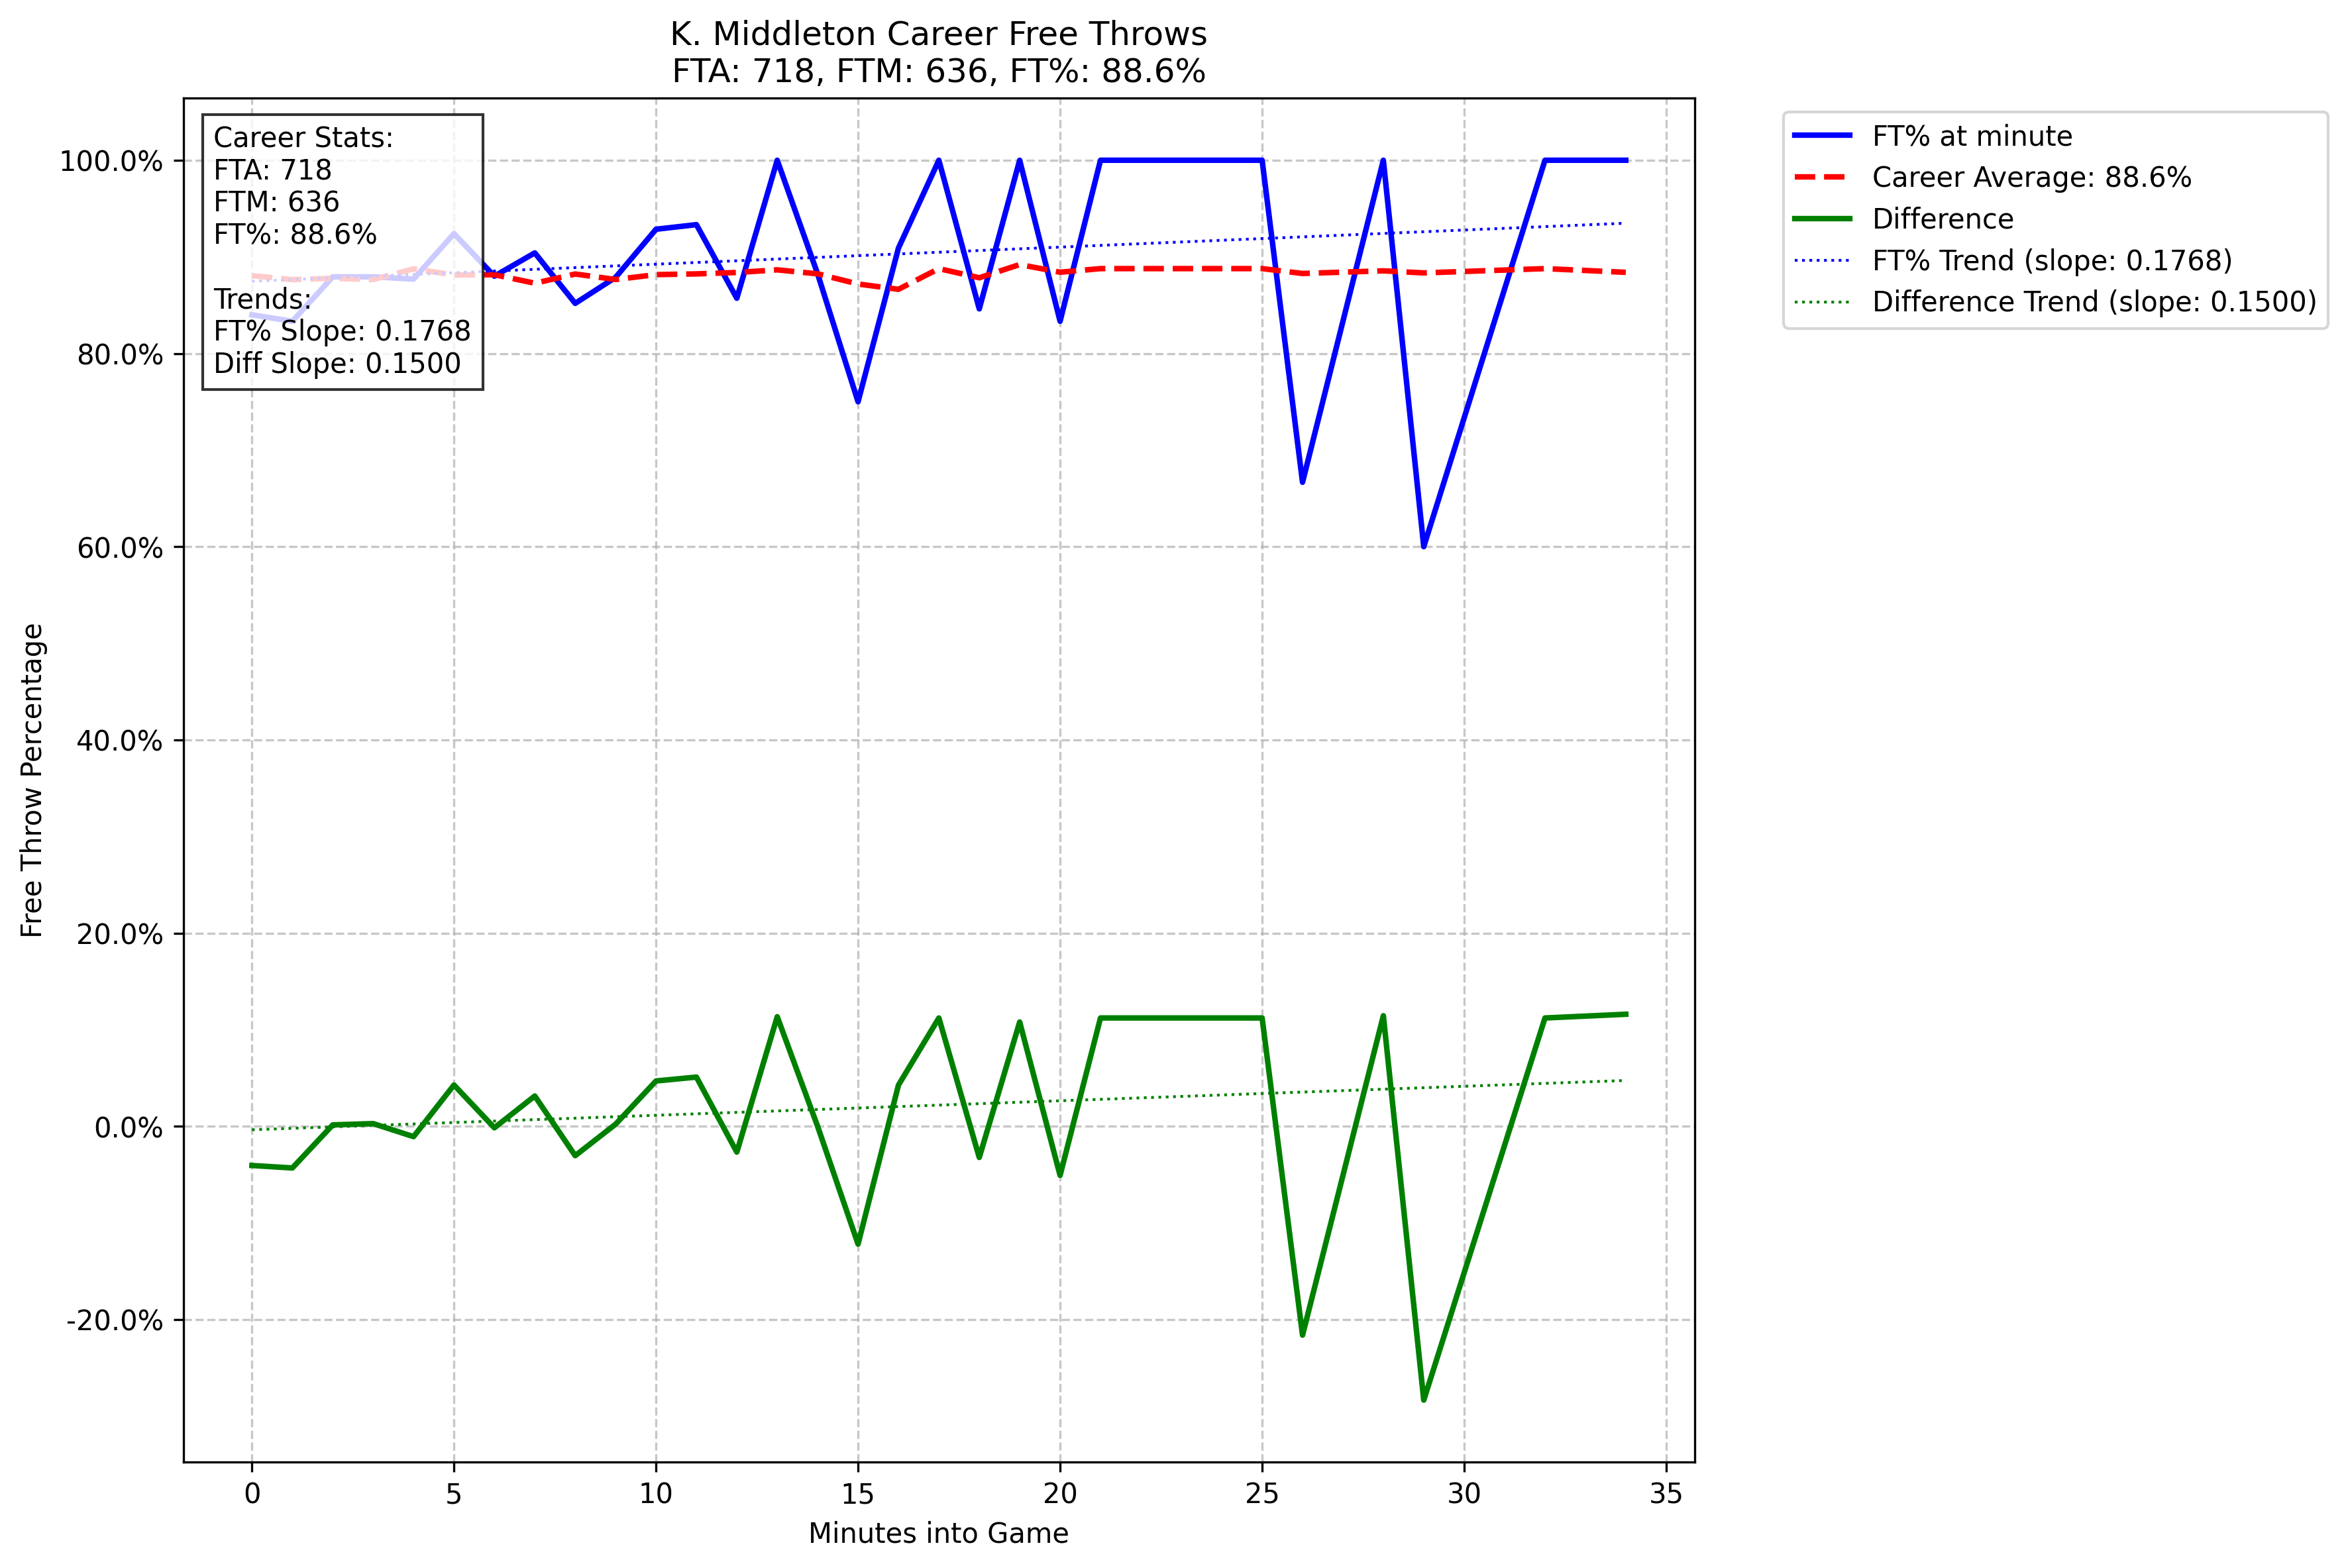 K. Middleton Career Free Throws
FTA: 718, FTM: 636, FT%: 88.6%
Career Stats:
FTA: 718
FTM: 636
FT%: 88.6%
Trends:
FT% Slope: 0.1768
Diff Slope: 0.1500
FT% at minute
Career Average: 88.6%
Difference
FT% Trend (slope: 0.1768)
Difference Trend (slope: 0.1500)
Free Throw Percentage
100.0%
80.0%
60.0%
40.0%
20.0%
0.0%
-20.0%
0 5 10 15 20 25 30 35
Minutes into Game